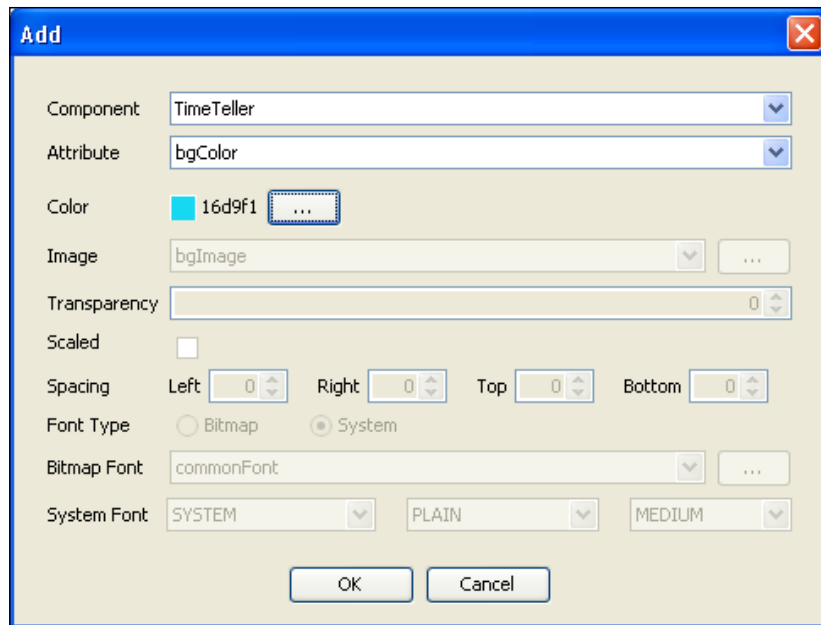 Add
Component TimeTeller
Attribute bgColor
Color 16d9f1 ...
Image bgImage ...
Transparency 0
Scaled
Spacing Left 0 Right 0 Top 0 Bottom 0
Font Type Bitmap System
Bitmap Font commonFont ...
System Font SYSTEM PLAIN MEDIUM
OK Cancel